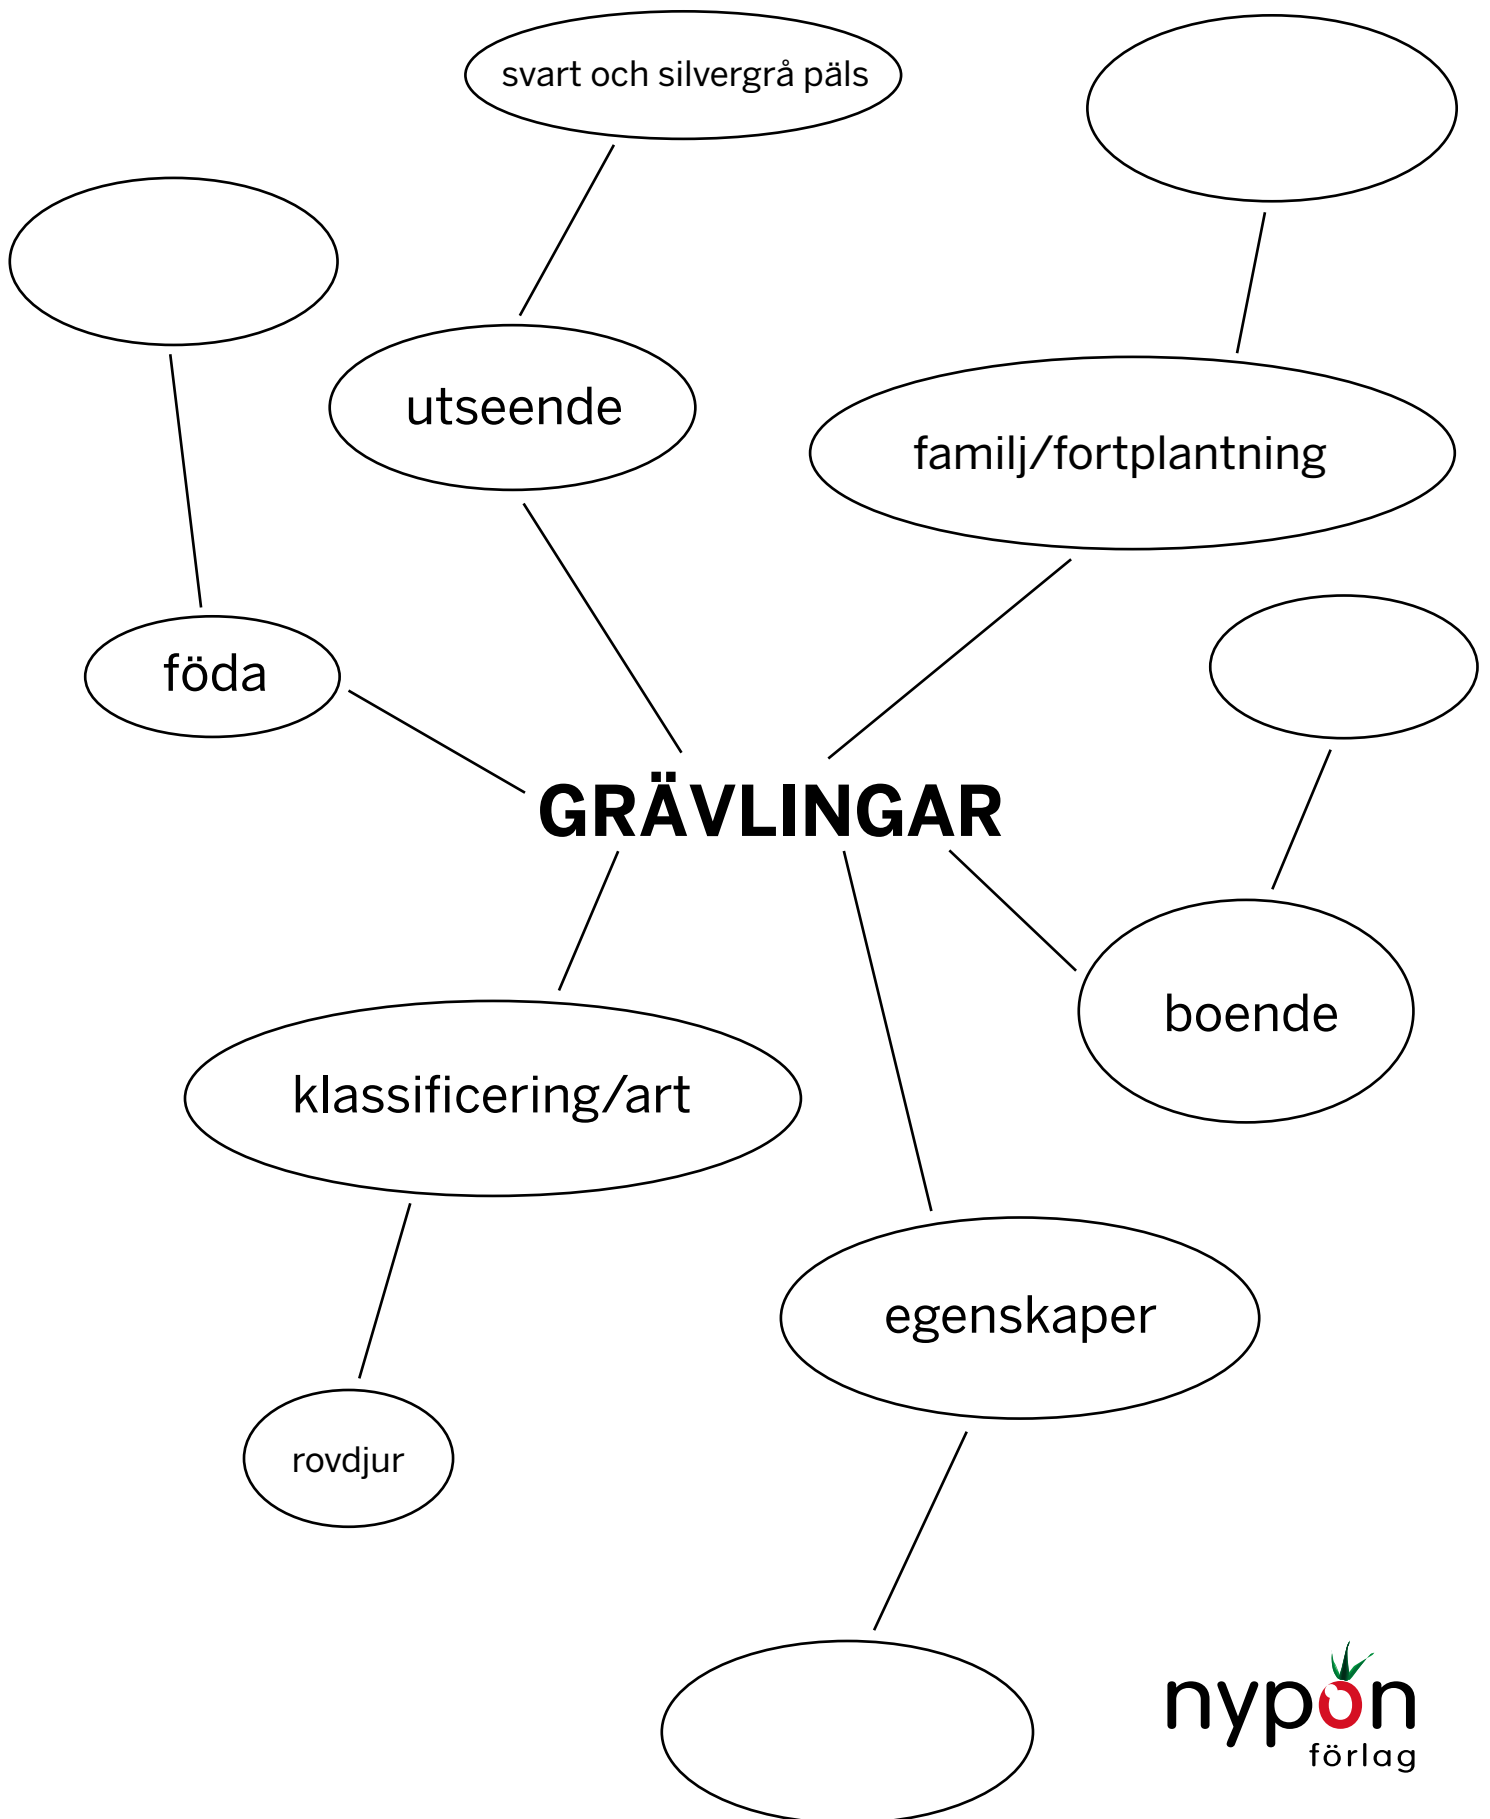 svart och silvergrå päls
utseende
familj/fortplantning
föda
GRÄVLINGAR
boende
klassificering/art
egenskaper
rovdjur
nypon
förlag